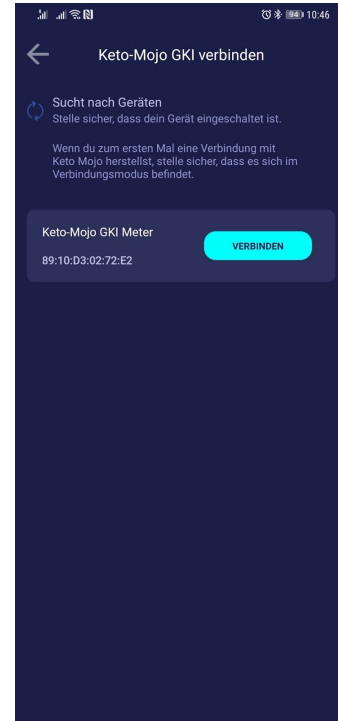 94 10:46
Keto-Mojo GKI verbinden
Sucht nach Geräten
Stelle sicher, dass dein Gerät eingeschaltet ist.
Wenn du zum ersten Mal eine Verbindung mit
Keto Mojo herstellst, stelle sicher, dass es sich im
Verbindungsmodus befindet.
Keto-Mojo GKI Meter
VERBINDEN
89:10:D3:02:72:E2